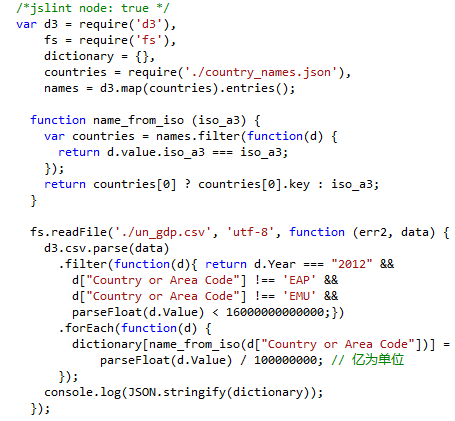 /*jslint node: true */
var d3 = require('d3'),
    fs = require('fs'),
    dictionary = {},
    countries = require('./country_names.json'),
    names = d3.map(countries).entries();

  function name_from_iso (iso_a3) {
    var countries = names.filter(function(d) {
      return d.value.iso_a3 === iso_a3;
    });
    return countries[0] ? countries[0].key : iso_a3;
  }

  fs.readFile('./un_gdp.csv', 'utf-8', function (err2, data) {
    d3.csv.parse(data)
      .filter(function(d){ return d.Year === "2012" &&
        d["Country or Area Code"] !== 'EAP' &&
        d["Country or Area Code"] !== 'EMU' &&
        parseFloat(d.Value) < 16000000000000;})
      .forEach(function(d) {
        dictionary[name_from_iso(d["Country or Area Code"])] =
            parseFloat(d.Value) / 100000000; // 亿为单位
      });
    console.log(JSON.stringify(dictionary));
  });